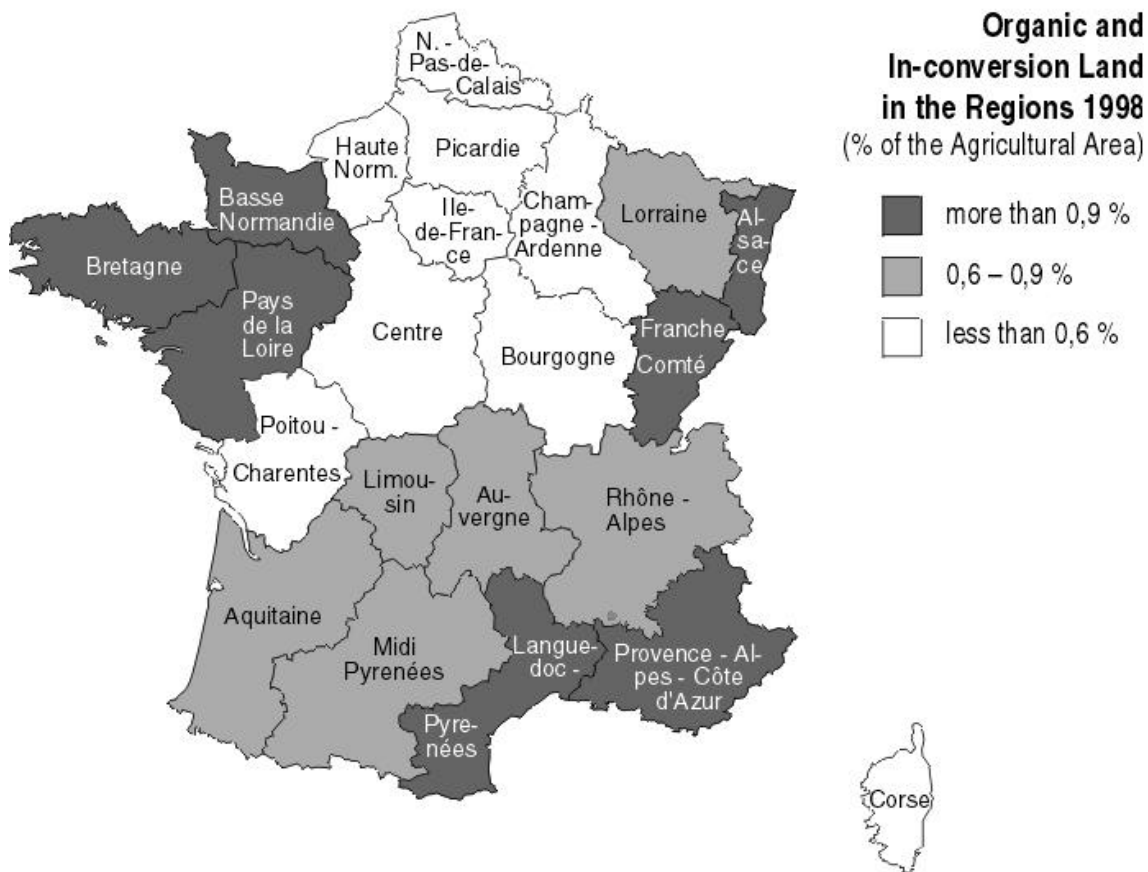 Organic and
In-conversion Land
in the Regions 1998
(% of the Agricultural Area)
more than 0,9 %
0,6 – 0,9 %
less than 0,6 %
N. -
Pas-de-
Calais
Haute
Norm.
Picardie
Basse
Normandie
Ile-
de-Fran-
ce
Cham-
pagne -
Ardenne
Lorraine
Al-
sa-
ce
Bretagne
Pays
de la
Loire
Centre
Bourgogne
Franche
Comté
Poitou -
Charentes
Limou-
sin
Au-
vergne
Rhône -
Alpes
Aquitaine
Midi
Pyrenées
Langue-
doc -
Pyre-
nées
Provence - Al-
pes - Côte
d'Azur
Corse